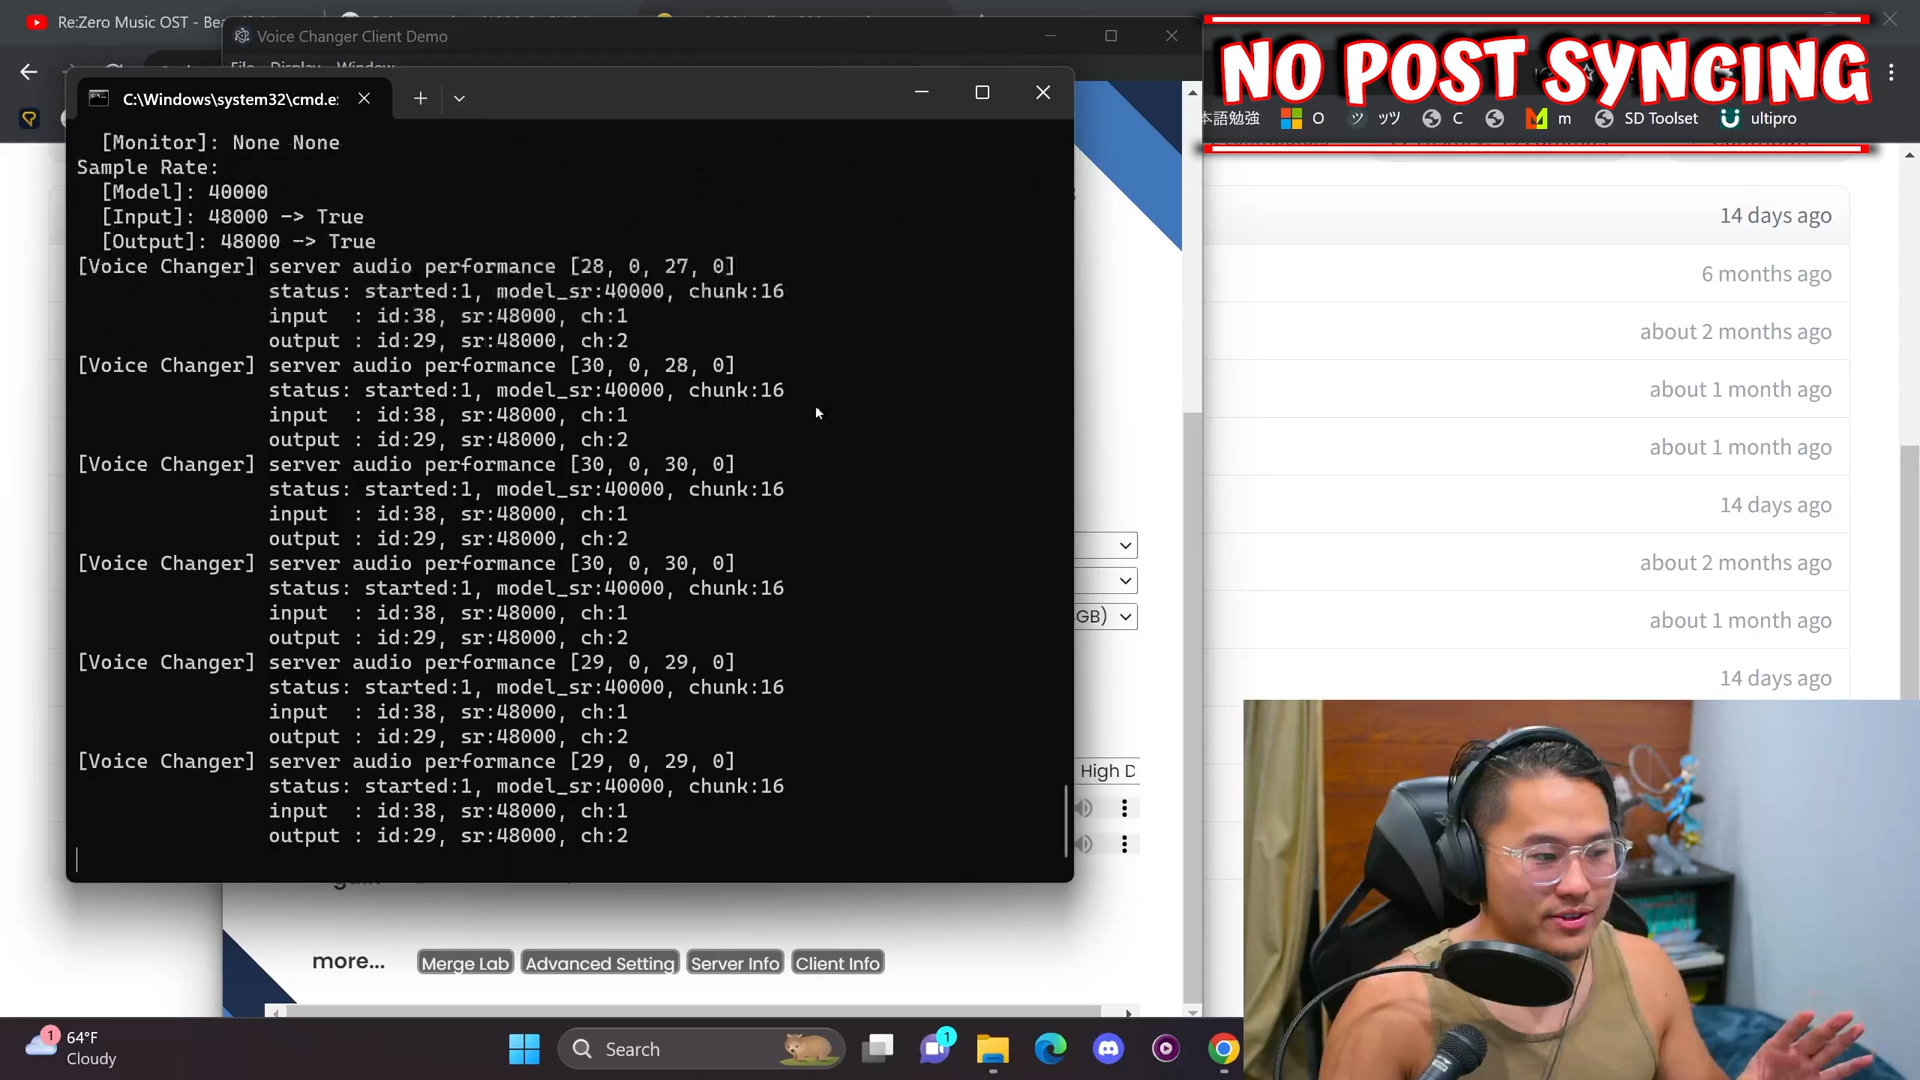 Re:Zero Music OST - Bea
Voice Changer Client Demo
File Display Window
NO POST SYNCING
C:\Windows\system32\cmd.e:
本語勉強
O
ッヅ
C
m
SD Toolset
ultipro
[Monitor]: None None
Sample Rate:
[Model]: 40000
[Input]: 48000 -> True
[Output]: 48000 -> True
[Voice Changer] server audio performance [28, 0, 27, 0]
status: started:1, model_sr:40000, chunk:16
input : id:38, sr:48000, ch:1
output : id:29, sr:48000, ch:2
[Voice Changer] server audio performance [30, 0, 28, 0]
status: started:1, model_sr:40000, chunk:16
input : id:38, sr:48000, ch:1
output : id:29, sr:48000, ch:2
[Voice Changer] server audio performance [30, 0, 30, 0]
status: started:1, model_sr:40000, chunk:16
input : id:38, sr:48000, ch:1
output : id:29, sr:48000, ch:2
[Voice Changer] server audio performance [30, 0, 30, 0]
status: started:1, model_sr:40000, chunk:16
input : id:38, sr:48000, ch:1
output : id:29, sr:48000, ch:2
[Voice Changer] server audio performance [29, 0, 29, 0]
status: started:1, model_sr:40000, chunk:16
input : id:38, sr:48000, ch:1
output : id:29, sr:48000, ch:2
[Voice Changer] server audio performance [29, 0, 29, 0]
status: started:1, model_sr:40000, chunk:16
input : id:38, sr:48000, ch:1
output : id:29, sr:48000, ch:2
14 days ago
6 months ago
about 2 months ago
about 1 month ago
about 1 month ago
14 days ago
about 2 months ago
about 1 month ago
14 days ago
GB)
High D
more...
Merge Lab
Advanced Setting
Server Info
Client Info
1
64°F
Cloudy
Search
1